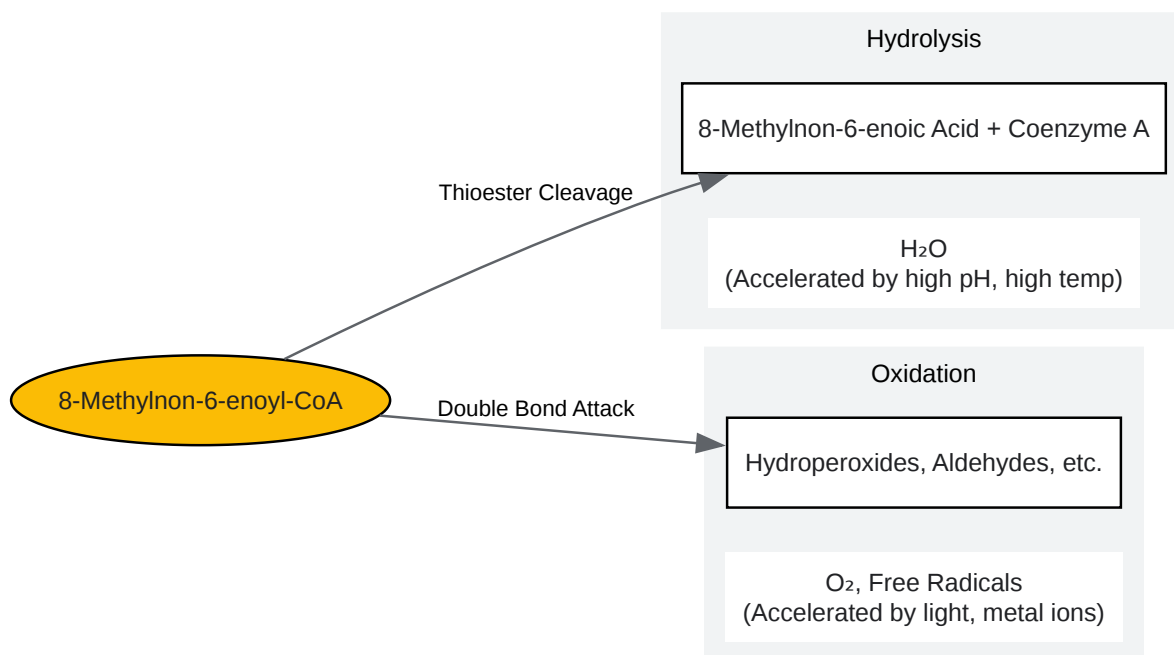 Hydrolysis
8-Methylnon-6-enoic Acid + Coenzyme A
Thioester Cleavage
H₂O
(Accelerated by high pH, high temp)
Oxidation
8-Methylnon-6-enoyl-CoA
Double Bond Attack
Hydroperoxides, Aldehydes, etc.
O₂, Free Radicals
(Accelerated by light, metal ions)